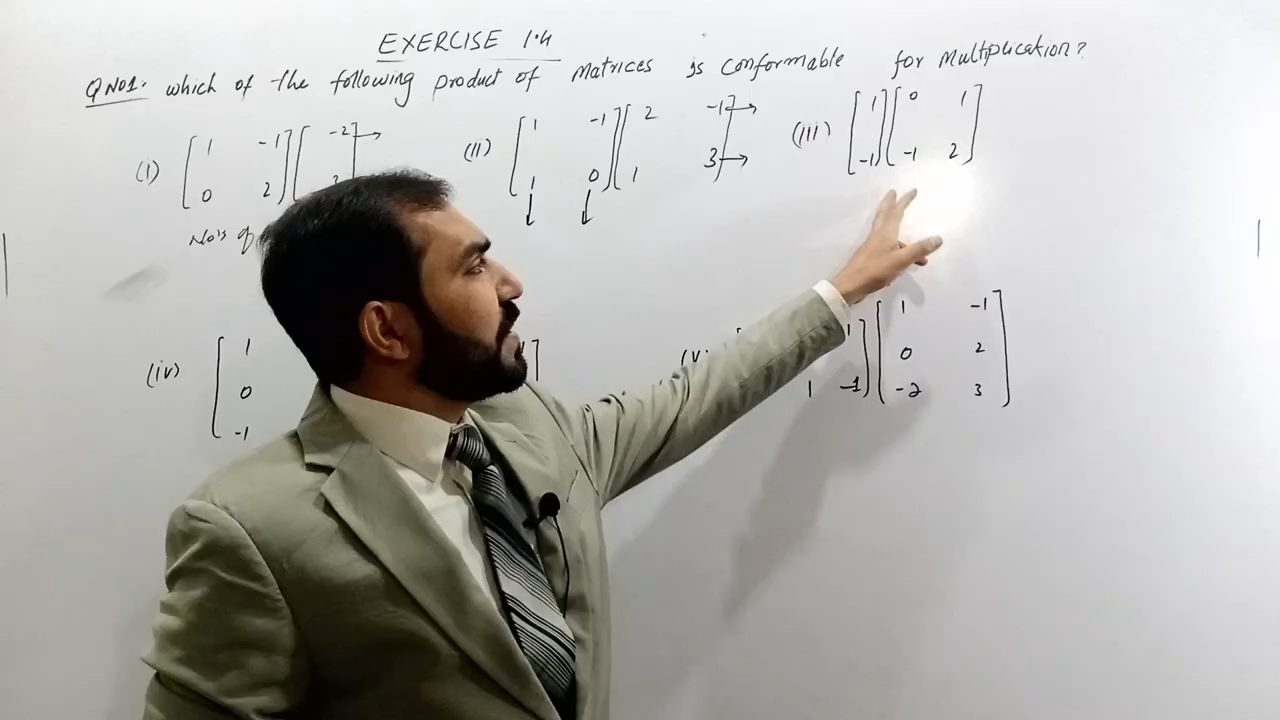 EXERCISE 1.4
Q NO1. which of the following product of matrices is conformable for multiplication?
(i) [1 -1] [-2]
[0 2]
(ii) [1 -1] [2 -1]
[1 0] [1 3]
(iii) [1] [0 1]
[-1] [-1 2]
No's of
(iv) [1
0
-1
(v) 1] [1 -1]
[0 2]
1 -1] [-2 3]